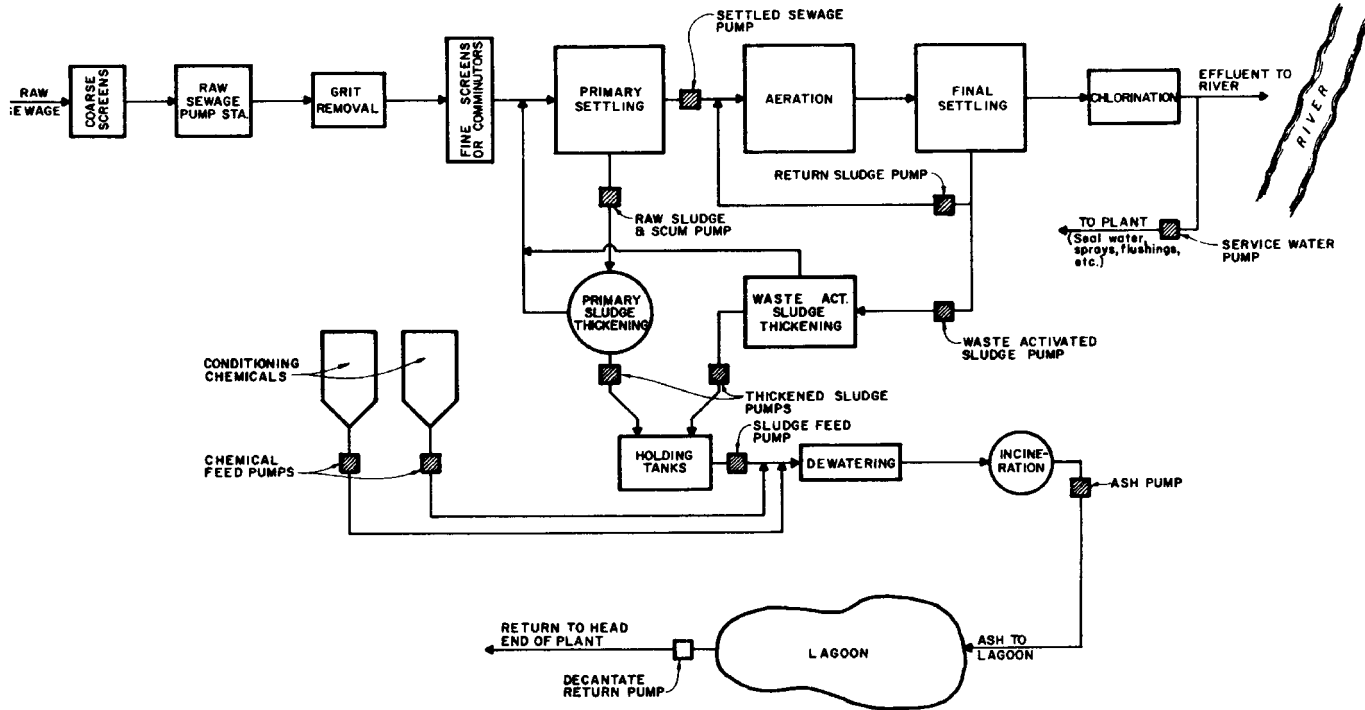 SETTLED SEWAGE
PUMP
RAW
SEWAGE
COARSE
SCREENS
RAW
SEWAGE
PUMP STA.
GRIT
REMOVAL
FINE SCREENS
OR COMMINUTORS
PRIMARY
SETTLING
AERATION
FINAL
SETTLING
CHLORINATION
EFFLUENT TO
RIVER
RIVER
RETURN SLUDGE PUMP
RAW SLUDGE
& SCUM PUMP
TO PLANT
(Seal water,
sprays, flushings,
etc.)
SERVICE WATER
PUMP
PRIMARY
SLUDGE
THICKENING
WASTE ACT.
SLUDGE
THICKENING
WASTE ACTIVATED
SLUDGE PUMP
CONDITIONING
CHEMICALS
THICKENED SLUDGE
PUMPS
SLUDGE FEED
PUMP
CHEMICAL
FEED PUMPS
HOLDING
TANKS
DEWATERING
INCINE-
RATION
ASH PUMP
RETURN TO HEAD
END OF PLANT
DECANTATE
RETURN PUMP
LAGOON
ASH TO
LAGOON